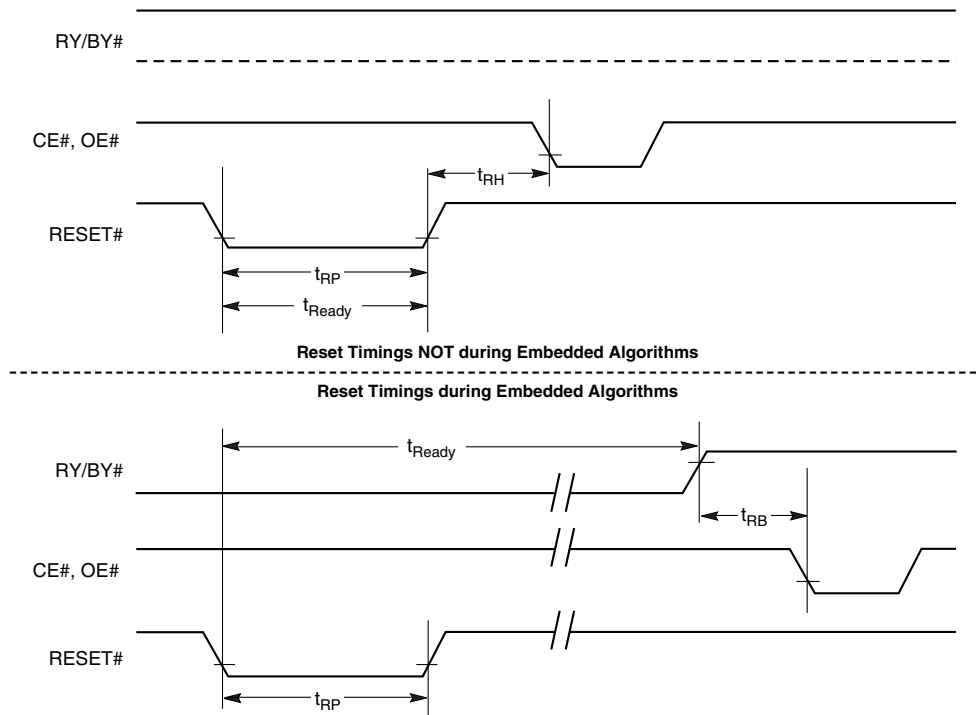 RY/BY#
CE#, OE#
tRH
RESET#
tRP
tReady
Reset Timings NOT during Embedded Algorithms
Reset Timings during Embedded Algorithms
tReady
RY/BY#
tRB
CE#, OE#
RESET#
tRP